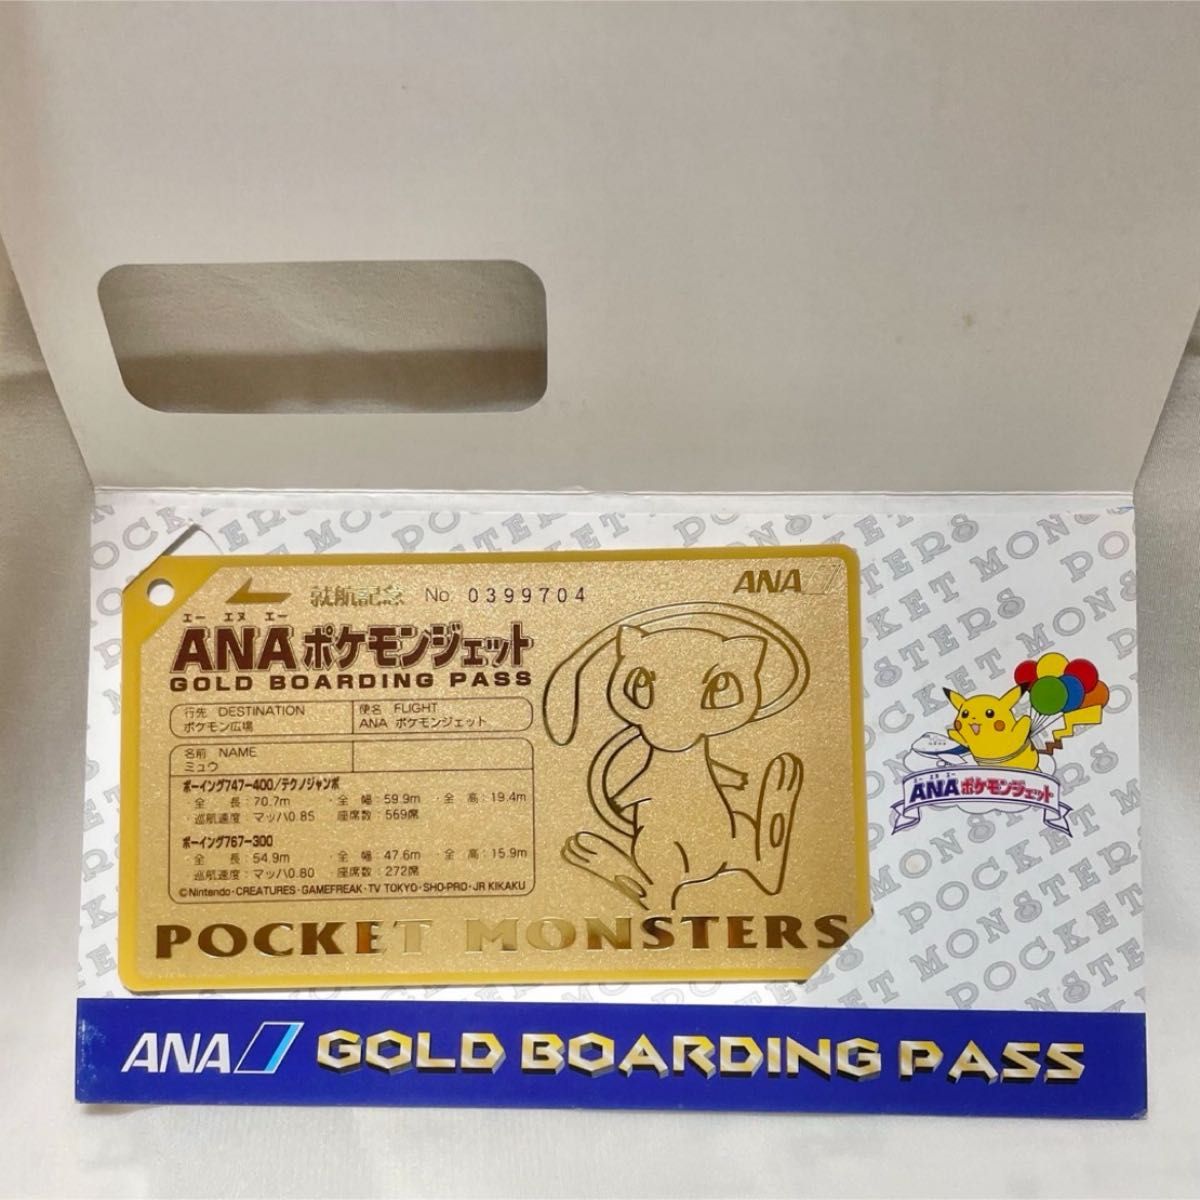 就航記念 No. 0399704
ANA
エー エヌ エー
ANAポケモンジェット
GOLD BOARDING PASS
行先 DESTINATION
ポケモン広場
便名 FLIGHT
ANA ポケモンジェット
名前 NAME
ミュウ
ボーイング747-400/テクノジャンボ
・全 長:70.7m ・全 幅:59.9m ・全 高:19.4m
・巡航速度:マッハ0.85 座席数:569席
ボーイング767-300
・全 長:54.9m ・全 幅:47.6m ・全 高:15.9m
巡航速度:マッハ0.80 座席数:272席
©Nintendo・CREATURES・GAMEFREAK・TV TOKYO・SHO-PRO・JR KIKAKU
POCKET MONSTERS
エー エヌ エー
ANAポケモンジェット
POCKET MONSTERS
ANA GOLD BOARDING PASS